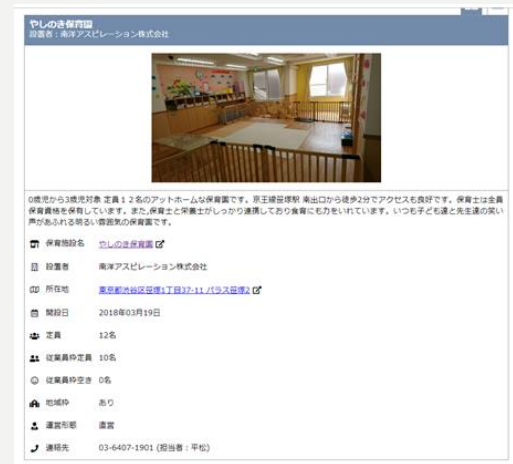 やしのき保育園
設置者：南洋アスピレーション株式会社
0歳児から3歳児対象 定員１２名のアットホームな保育園です。京王線笹塚駅 南出口から徒歩2分でアクセスも良好です。保育士は全員
保育資格を保有しています。また,保育士と栄養士がしっかり連携しており食育にも力をいれています。いつも子ども達と先生達の笑い
声があふれる明るい雰囲気の保育園です。
保育施設名 やしのき保育園
設置者 南洋アスピレーション株式会社
所在地 東京都渋谷区笹塚1丁目37-11 パラス笹塚2
開設日 2018年03月19日
定員 12名
従業員枠定員 10名
従業員枠空き 0名
地域枠 あり
運営形態 直営
連絡先 03-6407-1901 (担当者：平松)